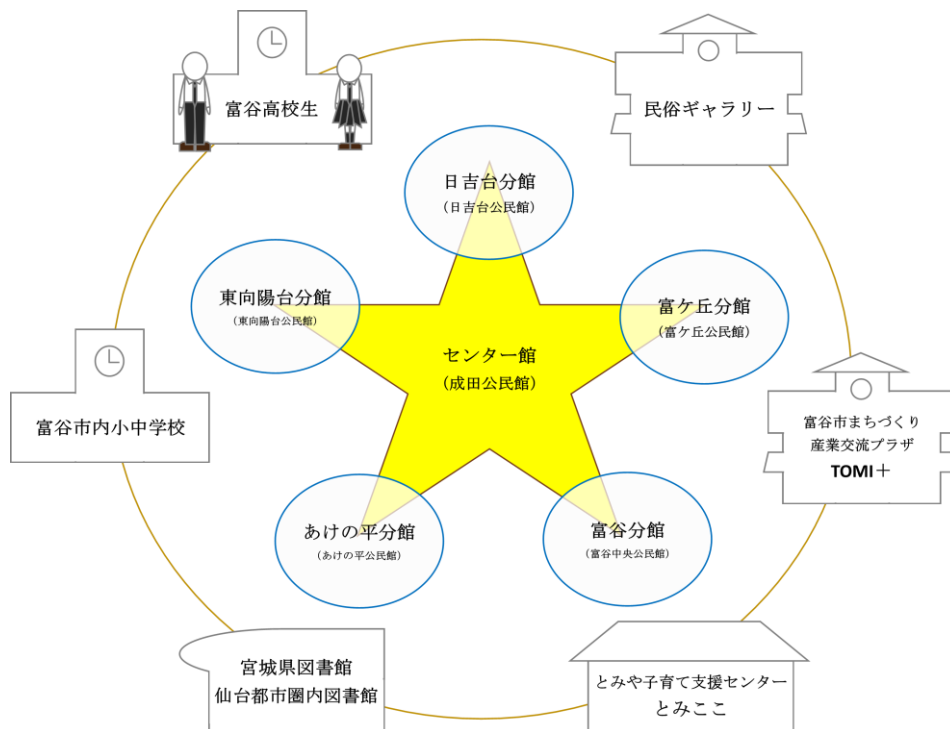 富谷高校生
民俗ギャラリー
日吉台分館
(日吉台公民館)
東向陽台分館
(東向陽台公民館)
富ケ丘分館
(富ケ丘公民館)
センター館
(成田公民館)
富谷市内小中学校
富谷市まちづくり
産業交流プラザ
TOMI＋
あけの平分館
(あけの平公民館)
富谷分館
(富谷中央公民館)
宮城県図書館
仙台都市圏内図書館
とみや子育て支援センター
とみここ